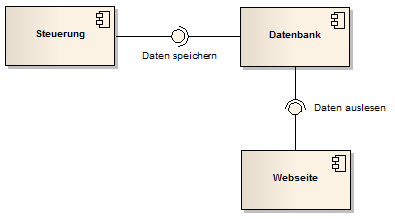 Steuerung
Datenbank
Daten speichern
Daten auslesen
Webseite